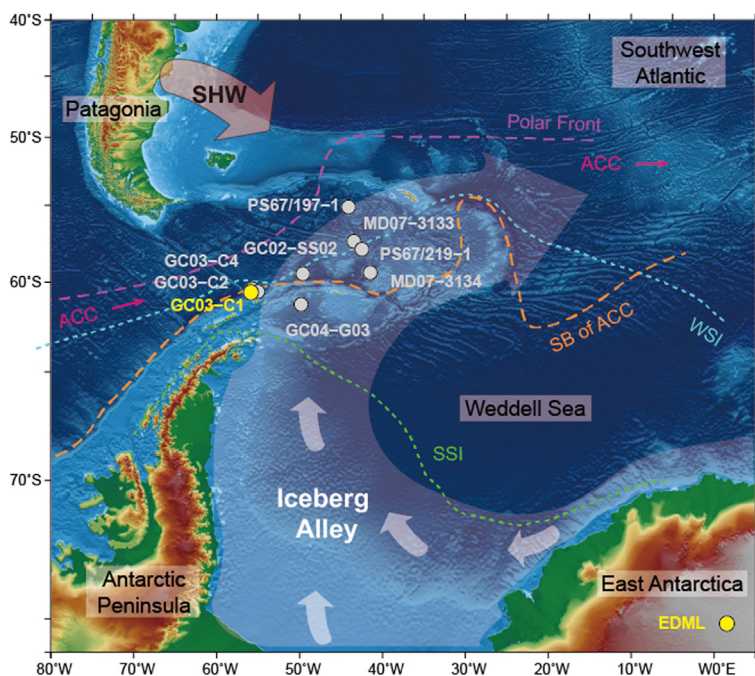 40°S
50°S
60°S
70°S
Patagonia
SHW
Southwest
Atlantic
Polar Front
ACC
PS67/197–1
MD07–3133
GC02–SS02
PS67/219–1
GC03–C4
GC03–C2
MD07–3134
GC03–C1
ACC
GC04–G03
SB of ACC
WSI
Weddell Sea
SSI
Iceberg
Alley
Antarctic
Peninsula
East Antarctica
EDML
80°W
70°W
60°W
50°W
40°W
30°W
20°W
10°W
0°E